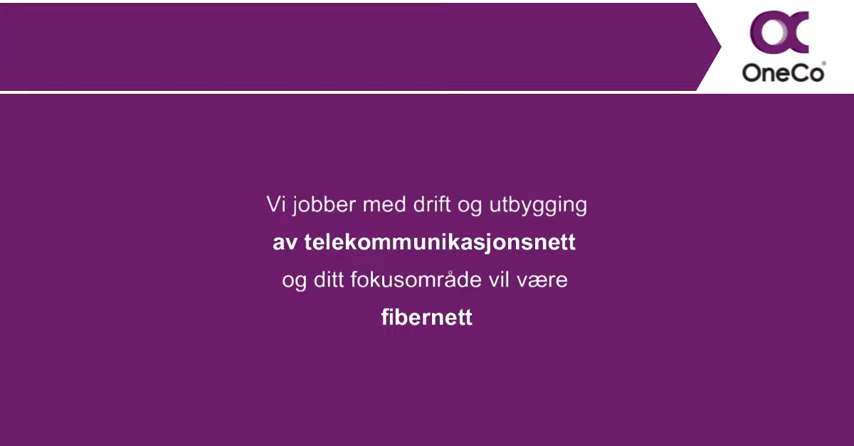 OneCo®
Vi jobber med drift og utbygging
av telekommunikasjonsnett
og ditt fokusområde vil være
fibernett